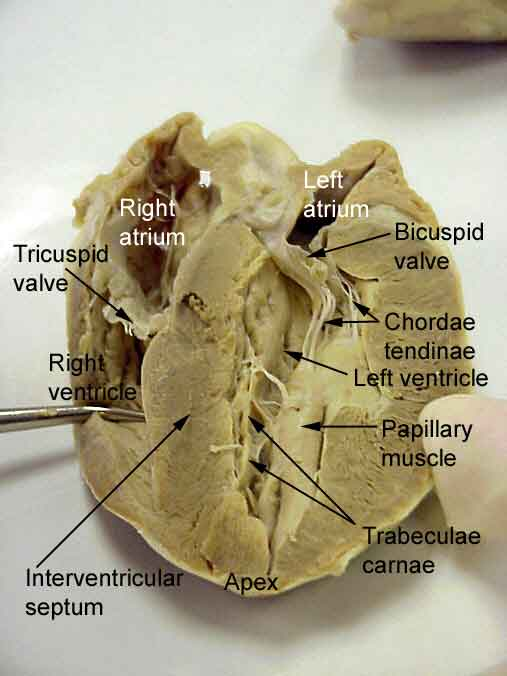 Right
atrium
Left
atrium
Tricuspid
valve
Bicuspid
valve
Chordae
tendinae
Right
ventricle
Left ventricle
Papillary
muscle
Trabeculae
carnae
Interventricular
septum
Apex